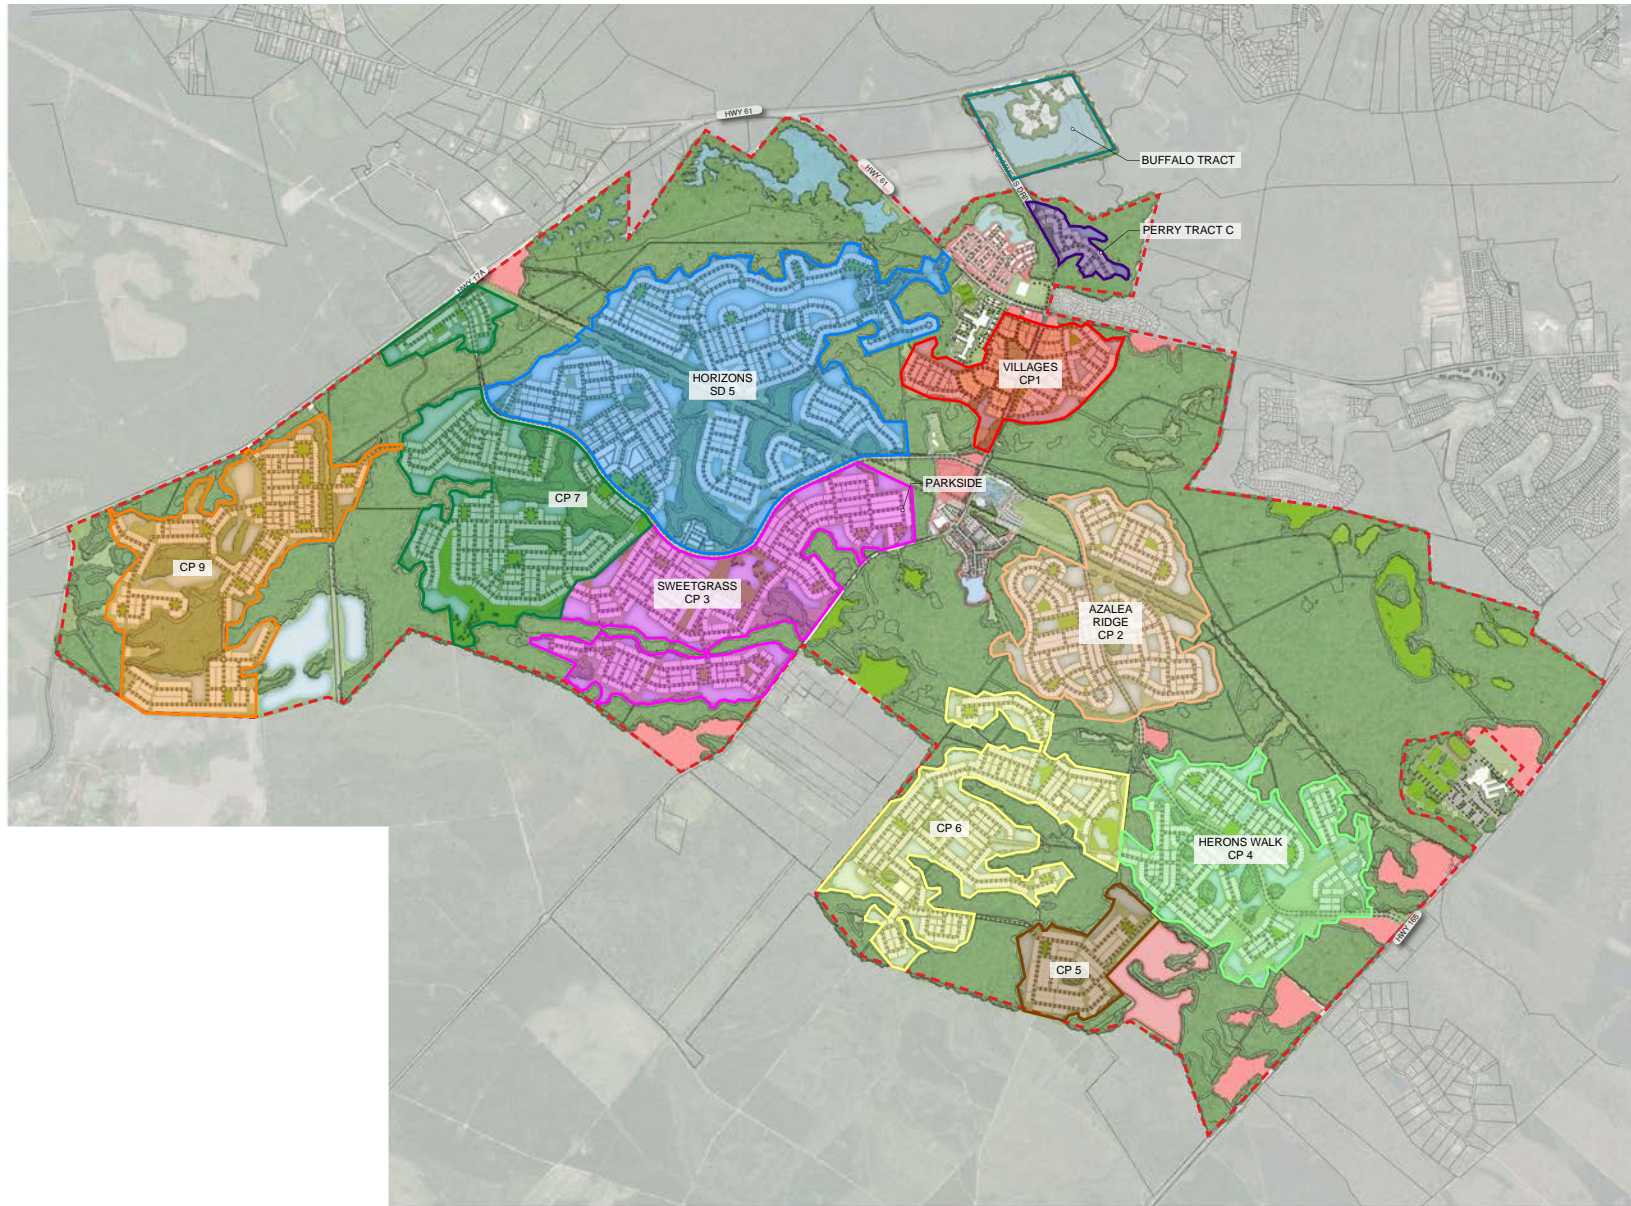 HWY 61
BUFFALO TRACT
HWY 61
PERRY TRACT C
HWY 17A
VILLAGES
CP1
HORIZONS
SD 5
PARKSIDE
CP 7
CP 9
SWEETGRASS
CP 3
AZALEA
RIDGE
CP 2
CP 6
HERONS WALK
CP 4
HWY 165
CP 5